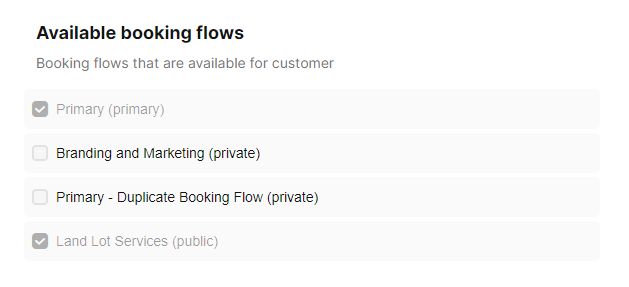 Available booking flows
Booking flows that are available for customer
Primary (primary)
Branding and Marketing (private)
Primary - Duplicate Booking Flow (private)
Land Lot Services (public)